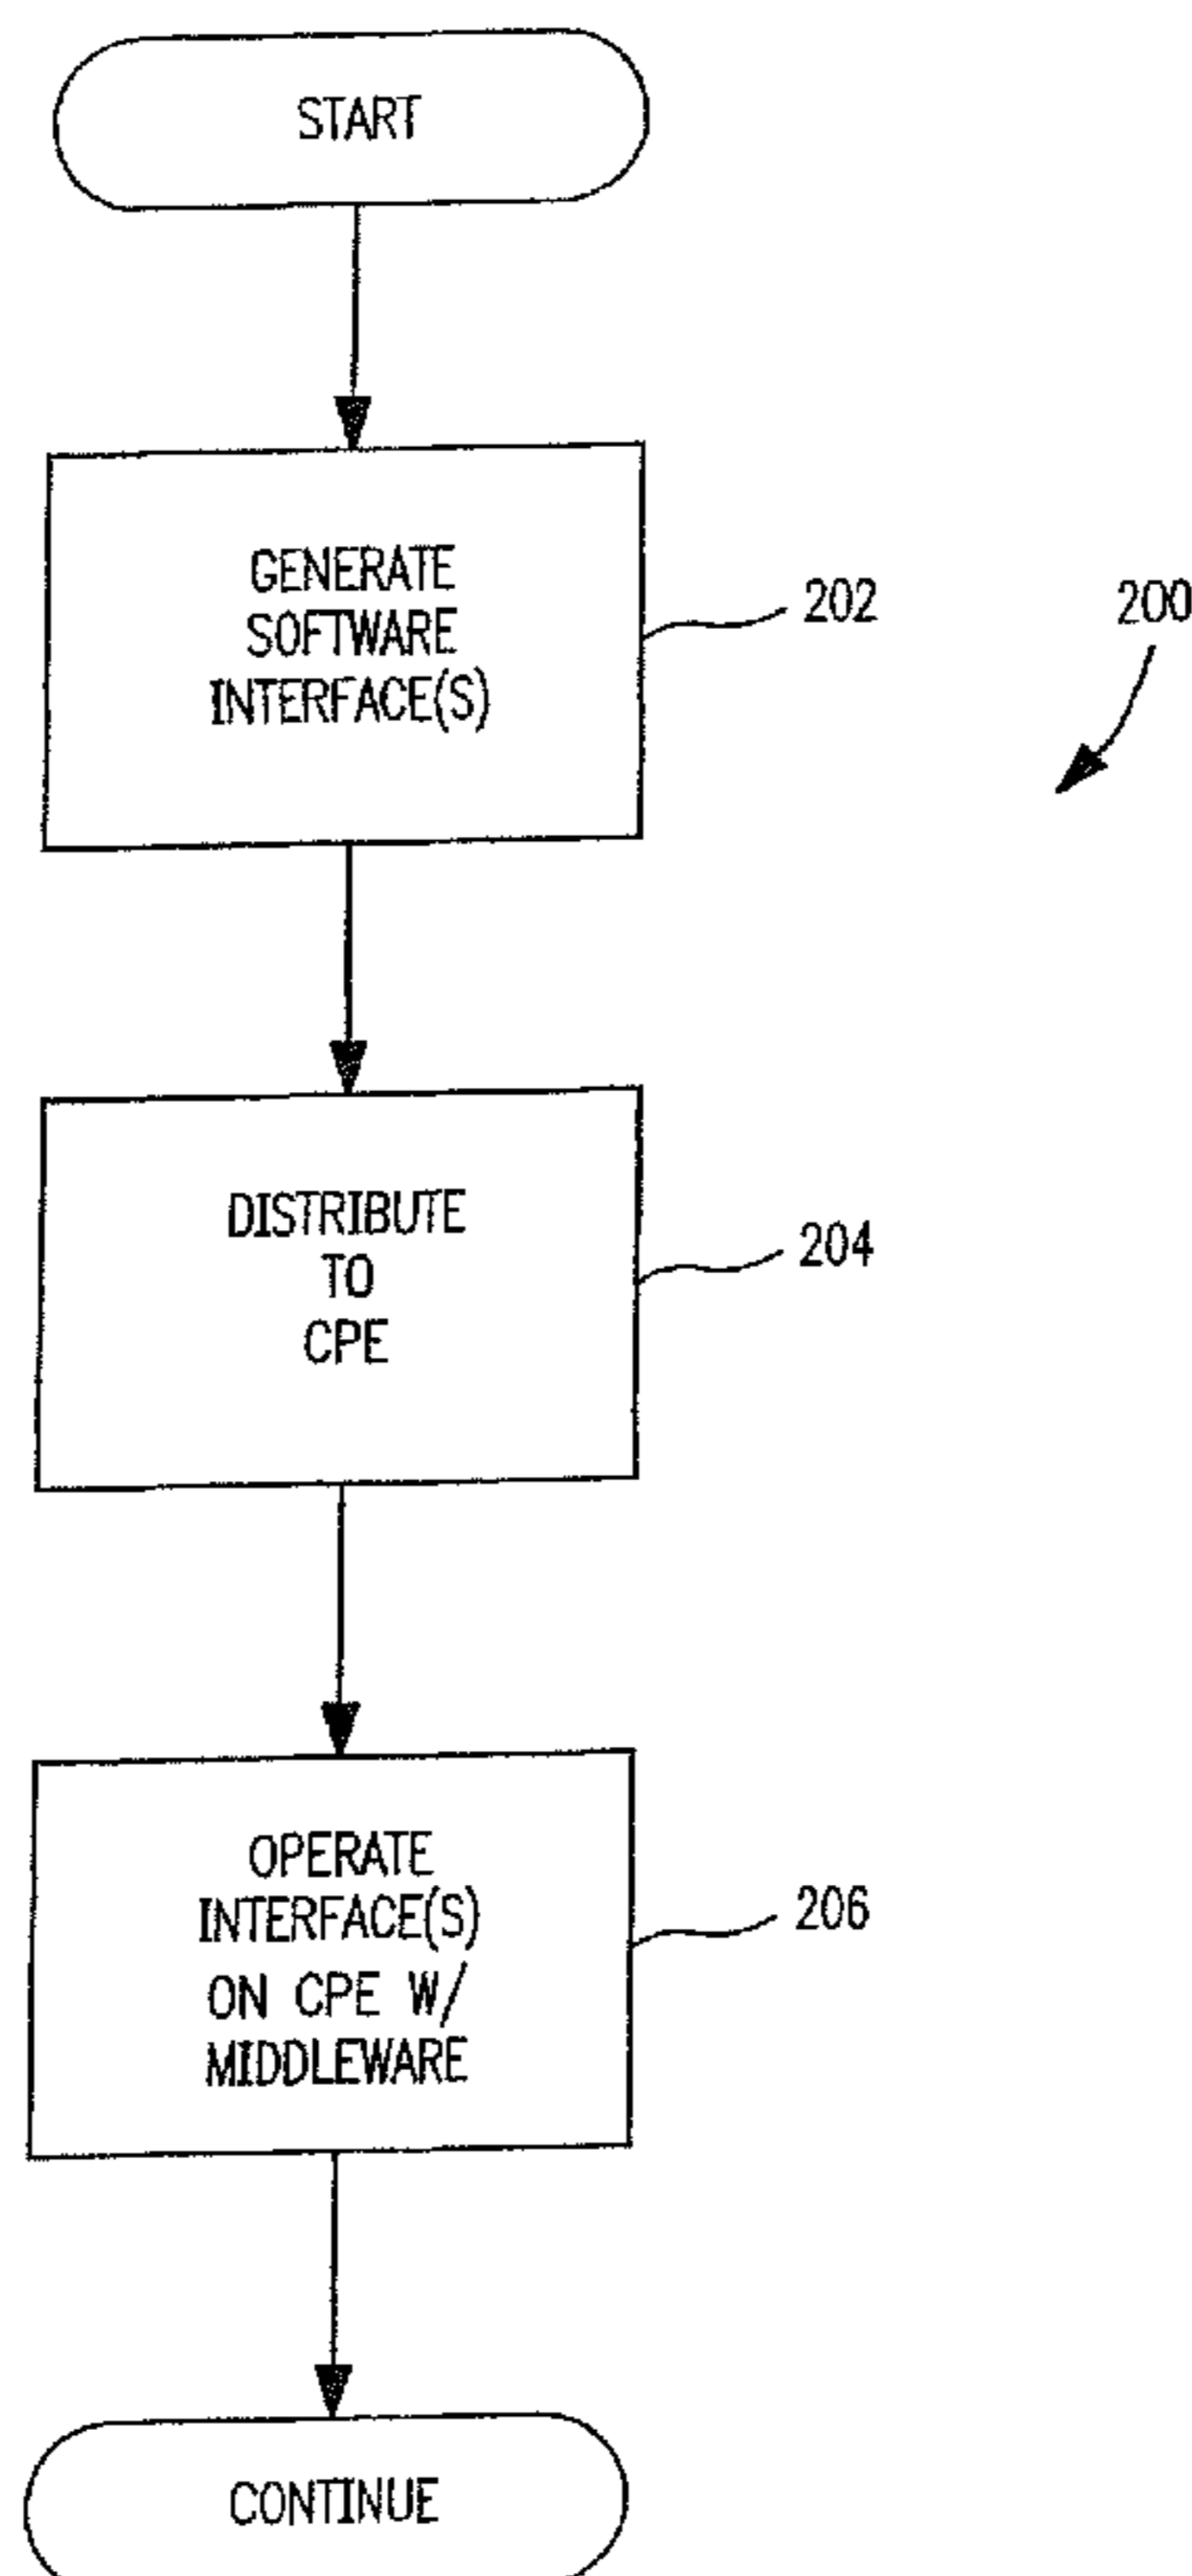 START
GENERATE
SOFTWARE
INTERFACE(S)
202
200
DISTRIBUTE
TO
CPE
204
OPERATE
INTERFACE(S)
ON CPE W/
MIDDLEWARE
206
CONTINUE